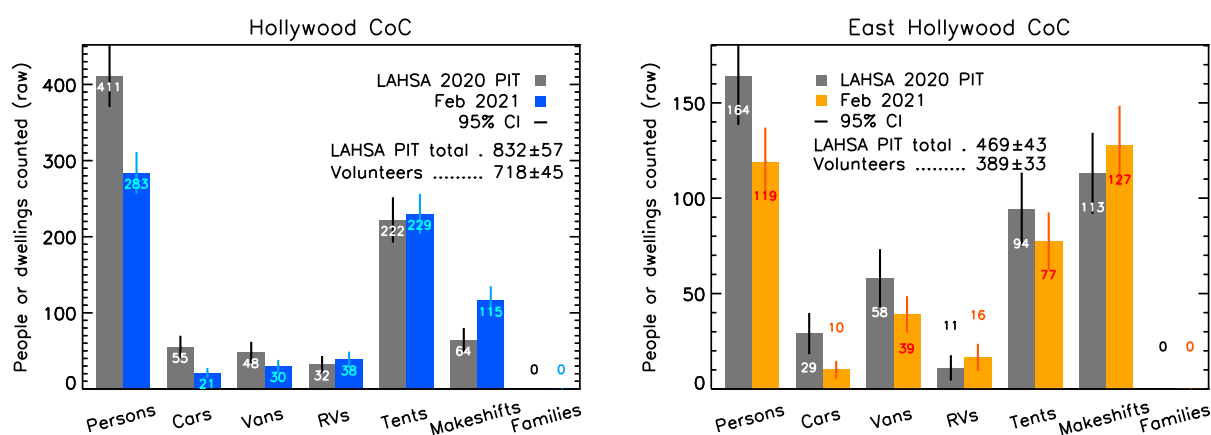 Hollywood CoC
People or dwellings counted (raw)
400
300
200
100
0
LAHSA 2020 PIT
Feb 2021
95% CI
LAHSA PIT total . 832±57
Volunteers ......... 718±45
411
283
55
21
48
30
32
38
222
229
64
115
0
0
Persons
Cars
Vans
RVs
Tents
Makeshifts
Families
East Hollywood CoC
People or dwellings counted (raw)
150
100
50
0
LAHSA 2020 PIT
Feb 2021
95% CI
LAHSA PIT total . 469±43
Volunteers ......... 389±33
164
119
29
10
58
39
11
16
94
77
113
127
0
0
Persons
Cars
Vans
RVs
Tents
Makeshifts
Families